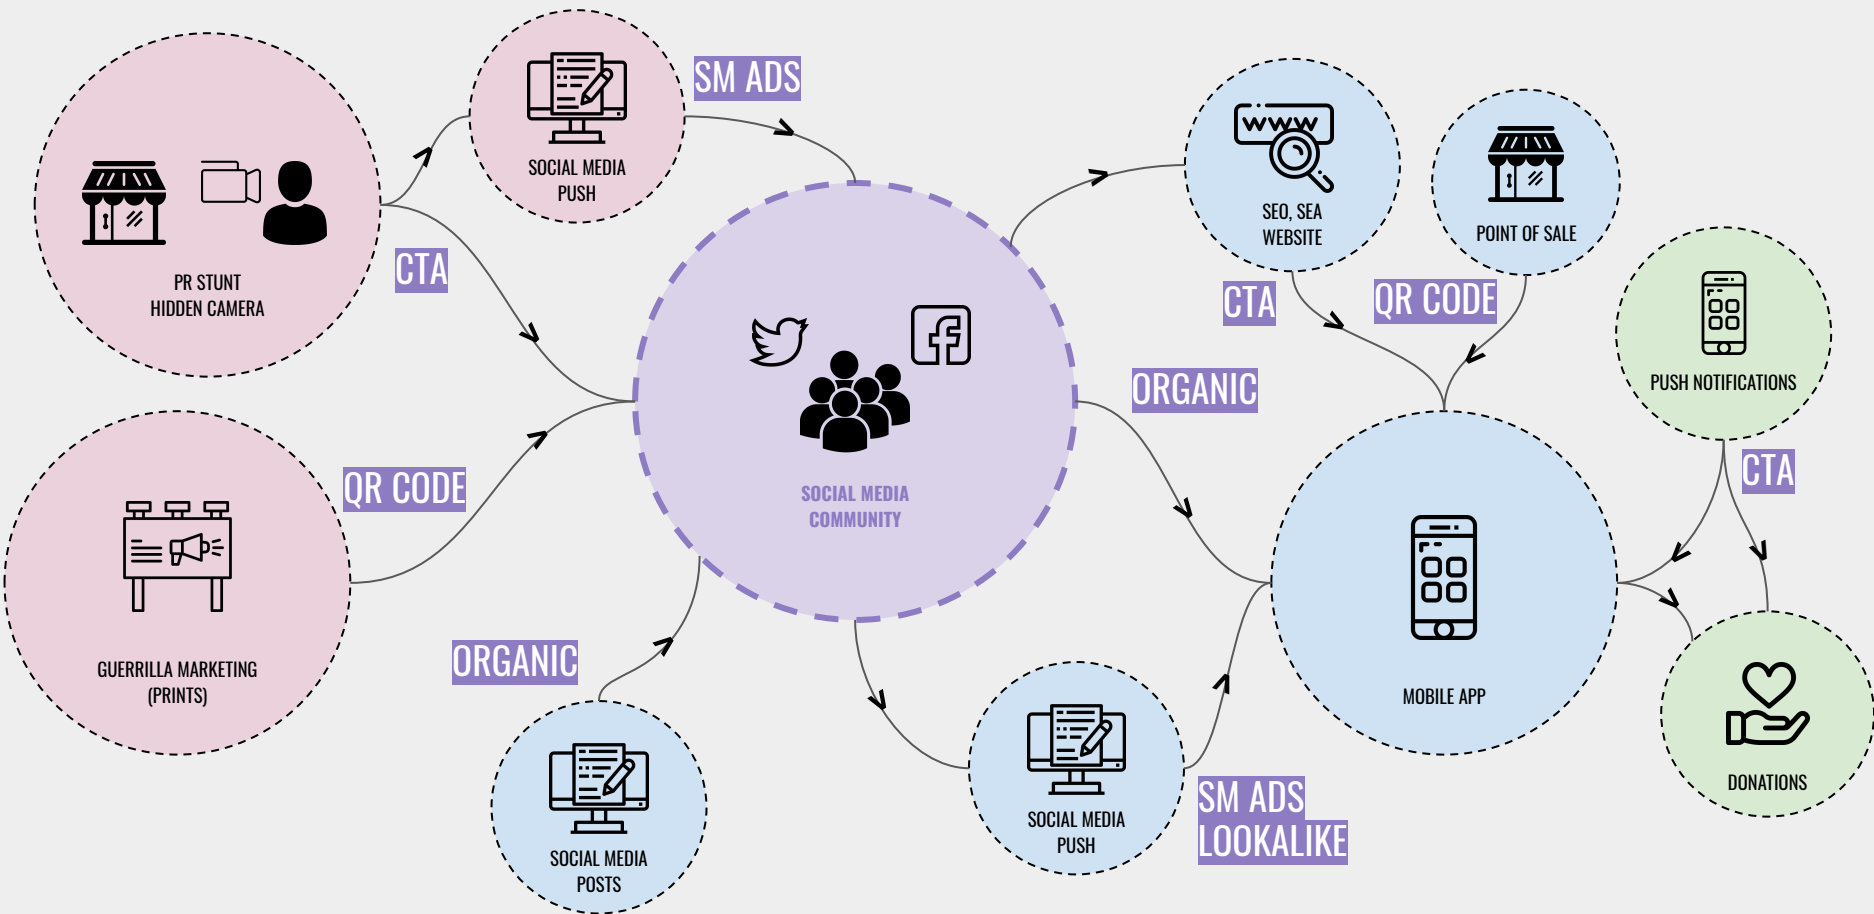 PR STUNT
HIDDEN CAMERA
SOCIAL MEDIA
PUSH
SM ADS
CTA
GUERRILLA MARKETING
(PRINTS)
QR CODE
SOCIAL MEDIA
COMMUNITY
ORGANIC
SOCIAL MEDIA
POSTS
WWW
SEO, SEA
WEBSITE
CTA
POINT OF SALE
QR CODE
ORGANIC
SOCIAL MEDIA
PUSH
SM ADS
LOOKALIKE
MOBILE APP
PUSH NOTIFICATIONS
CTA
DONATIONS